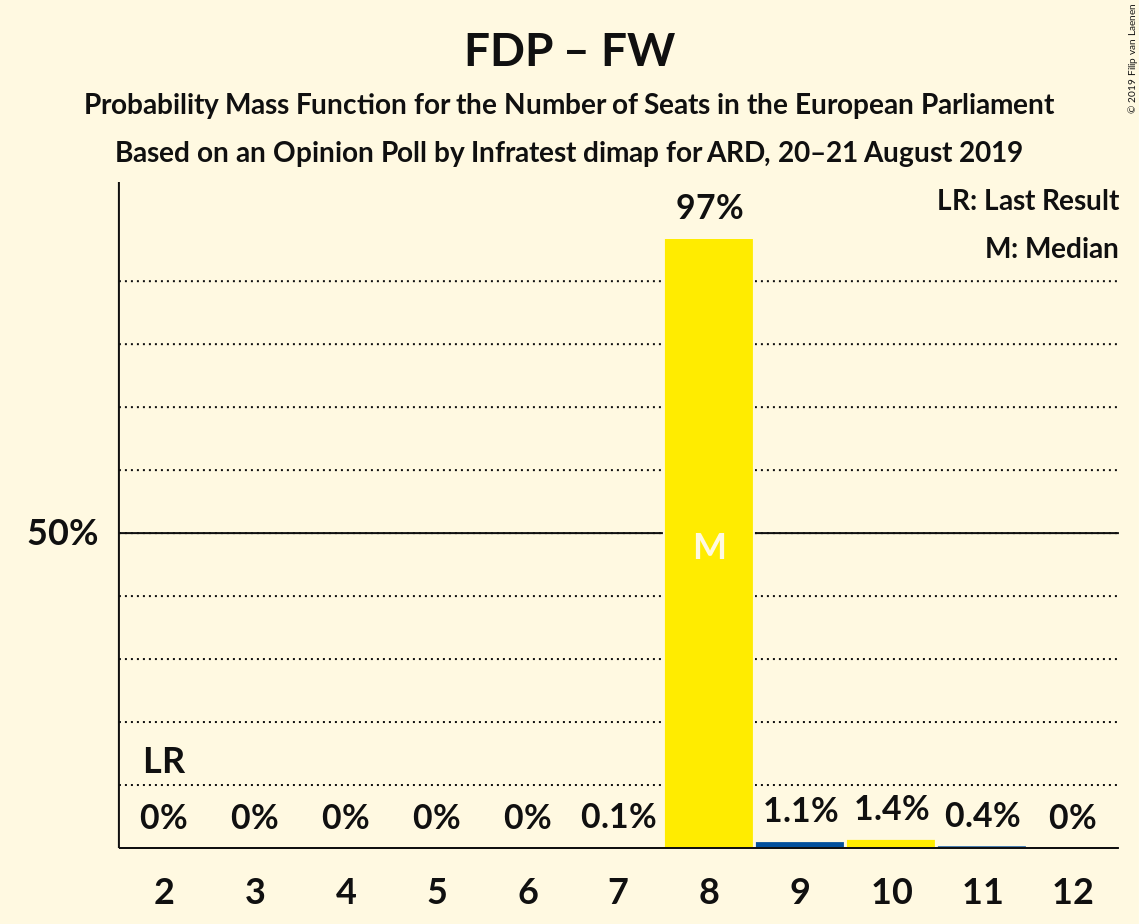 FDP – FW
Probability Mass Function for the Number of Seats in the European Parliament
Based on an Opinion Poll by Infratest dimap for ARD, 20–21 August 2019
© 2019 Filip van Laenen
LR: Last Result
M: Median
97%
50%
M
LR
0% 0% 0% 0% 0% 0.1% 1.1% 1.4% 0.4% 0%
2 3 4 5 6 7 8 9 10 11 12